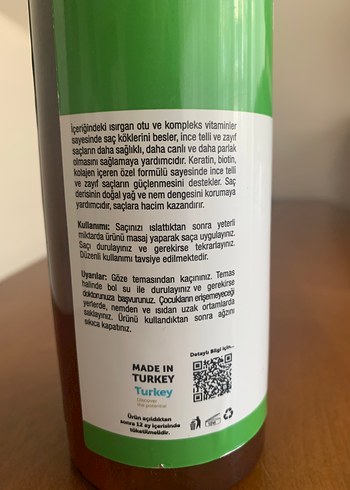 İçeriğindeki ısırgan otu ve kompleks vitaminler
sayesinde saç köklerini besler, ince telli ve zayıf
saçların daha sağlıklı, daha canlı ve daha parlak
olmasını sağlamaya yardımcıdır. Keratin, biotin,
kolajen içeren özel formülü sayesinde ince telli
ve zayıf saçların güçlenmesini destekler. Saç
derisinin doğal yağ ve nem dengesini korumaya
yardımcıdır, saçlara hacim kazandırır.
Kullanımı: Saçınızı ıslattıktan sonra yeterli
miktarda ürünü masaj yaparak saça uygulayınız.
Saçı durulayınız ve gerekirse tekrarlayınız.
Düzenli kullanımı tavsiye edilmektedir.
Uyarılar: Göze temasından kaçınınız. Temas
halinde bol su ile durulayınız ve gerekirse
doktorunuza başvurunuz. Çocukların erişemeyeceği
yerlerde, nemden ve ısıdan uzak ortamlarda
saklayınız. Ürünü kullandıktan sonra ağzını
sıkıca kapatınız.
Detaylı Bilgi için...
MADE IN
TURKEY
Turkey
Discover
the potential
Ürün açıldıktan
sonra 12 ay içerisinde
tüketilmelidir.
12M